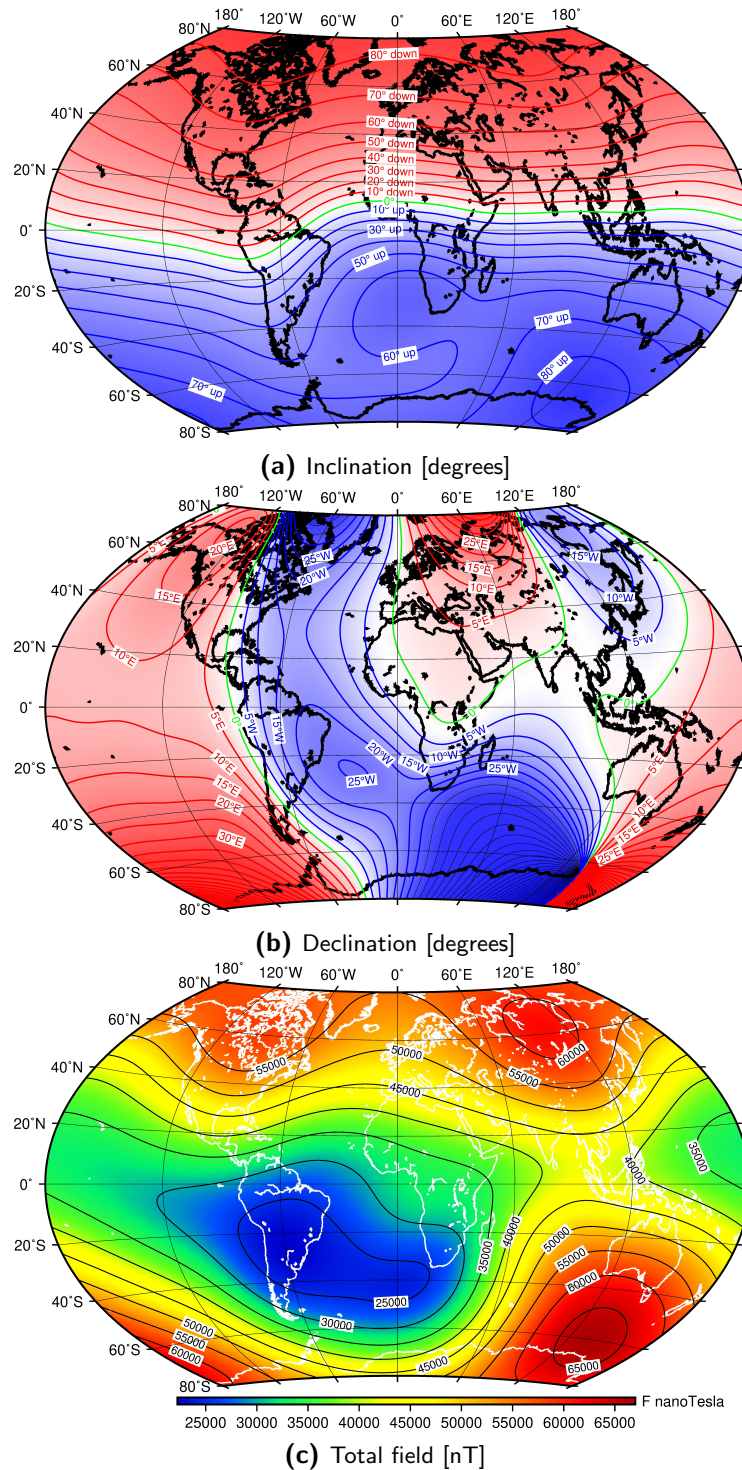 180˚ 120˚W 60˚W 0˚ 60˚E 120˚E 180˚
80˚N
60˚N
40˚N
20˚N
0˚
20˚S
40˚S
60˚S
80˚S
80° down
70° down
60° down
50° down
40° down
30° down
20° down
10° down
0°
10° up
30° up
50° up
60° up
70° up
80° up
70° up
(a) Inclination [degrees]
180˚ 120˚W 60˚W 0˚ 60˚E 120˚E 180˚
80˚N
60˚N
40˚N
20˚N
0˚
20˚S
40˚S
60˚S
80˚S
5°E
20°E
15°E
10°E
25°W
20°W
25°E
15°E
10°E
5°E
15°W
10°W
5°W
0°
0°
5°E
0°
5°W
15°W
10°E
15°E
20°E
30°E
20°W
15°W
10°W
5°W
25°W
25°W
5°E
10°E
15°E
25°E
(b) Declination [degrees]
180˚ 120˚W 60˚W 0˚ 60˚E 120˚E 180˚
80˚N
60˚N
40˚N
20˚N
0˚
20˚S
40˚S
60˚S
80˚S
55000
50000
45000
55000
60000
55000
40000
35000
35000
40000
50000
55000
60000
25000
30000
45000
50000
55000
60000
65000
F nanoTesla
25000 30000 35000 40000 45000 50000 55000 60000 65000
(c) Total field [nT]